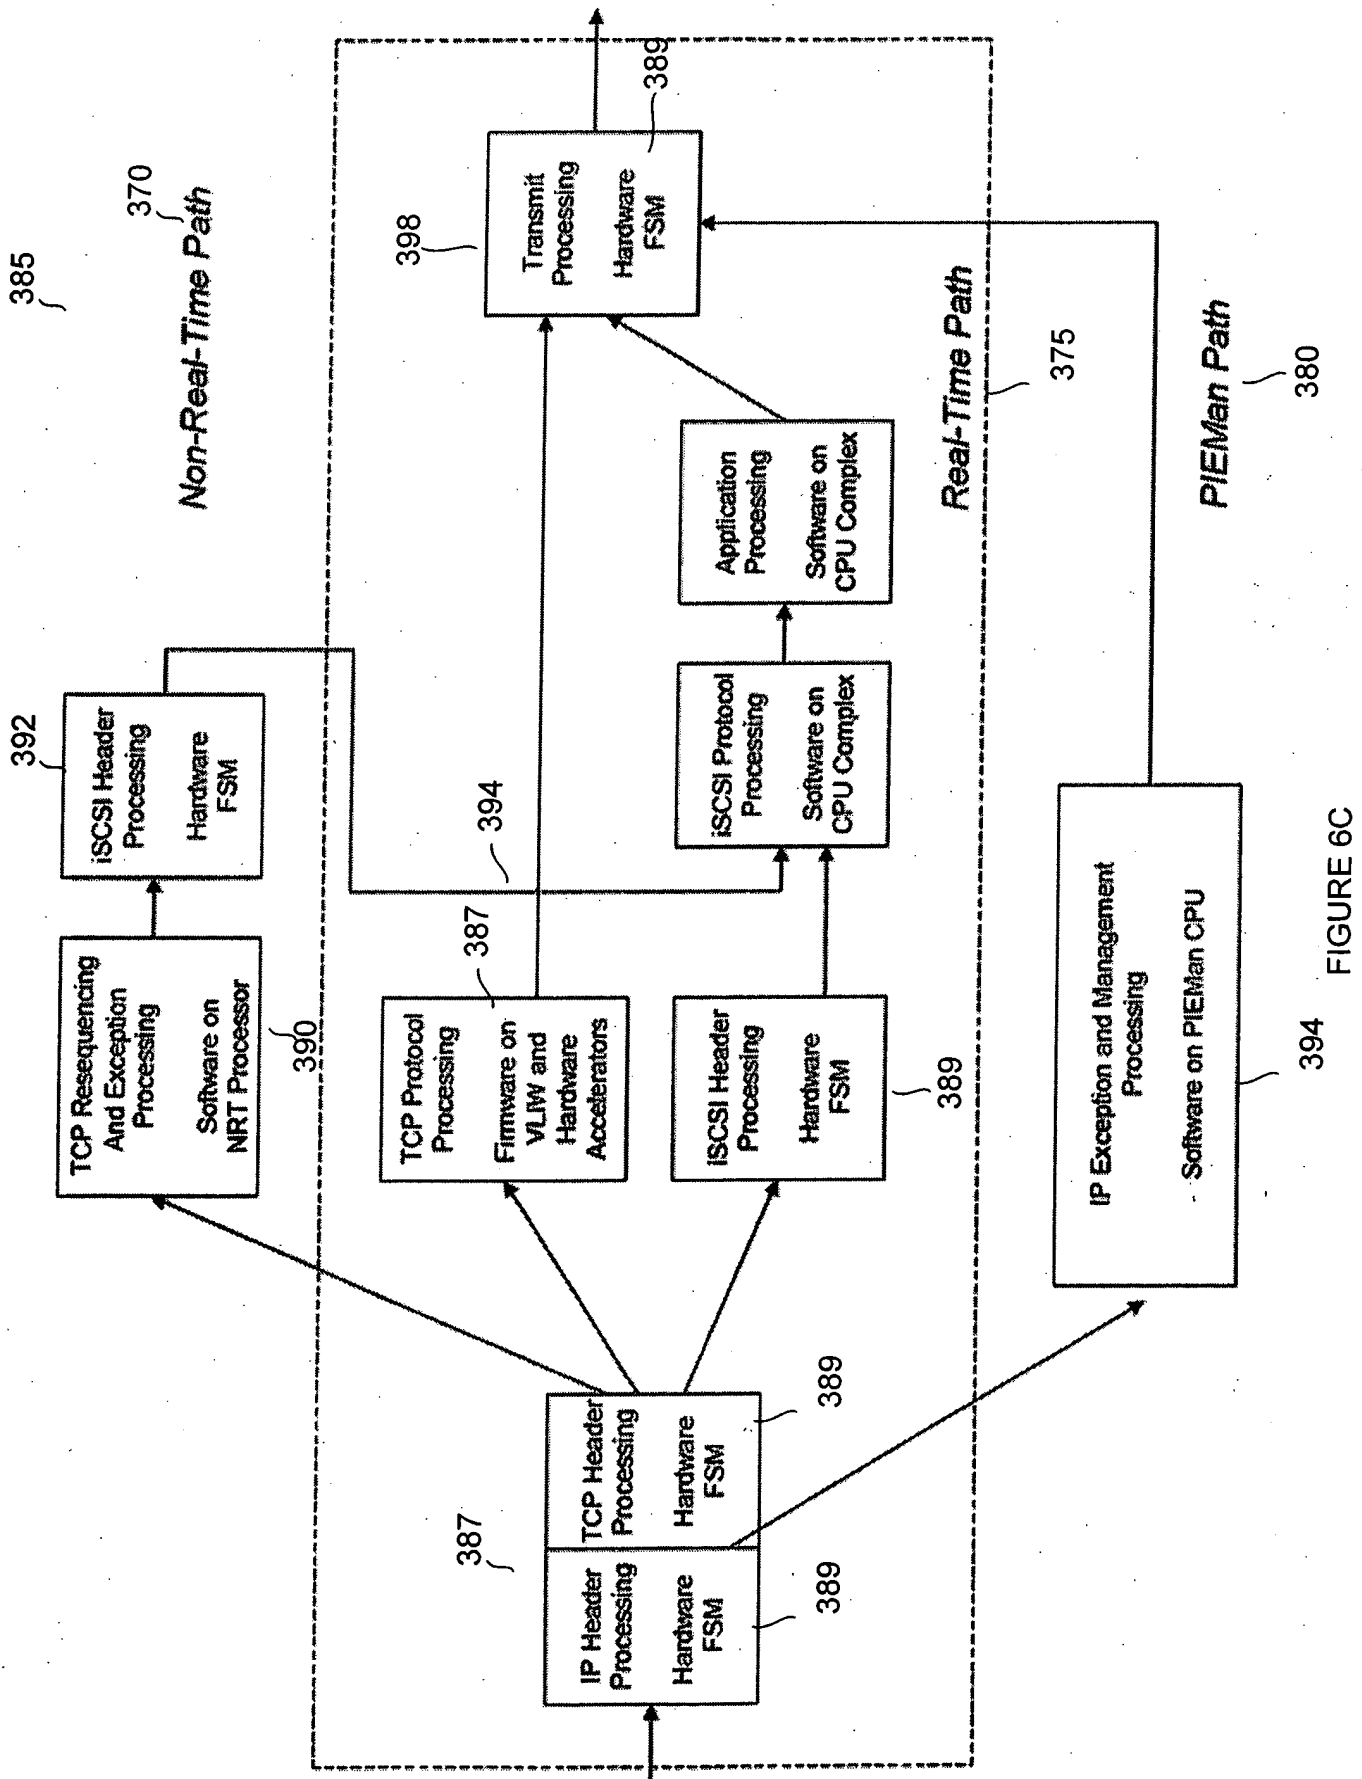 385
370
Non-Real-Time Path
392
iSCSI Header
Processing
Hardware
FSM
TCP Resequencing
And Exception
Processing
Software on
NRT Processor
390
394
387
TCP Protocol
Processing
Firmware on
VLIW and
Hardware
Accelerators
398
Transmit
Processing
Hardware
FSM
389
387
IP Header
Processing
Hardware
FSM
389
TCP Header
Processing
Hardware
FSM
389
iSCSI Header
Processing
Hardware
FSM
389
iSCSI Protocol
Processing
Software on
CPU Complex
Application
Processing
Software on
CPU Complex
Real-Time Path
375
IP Exception and Management
Processing
Software on PIEMan CPU
394
PIEMan Path
380
FIGURE 6C